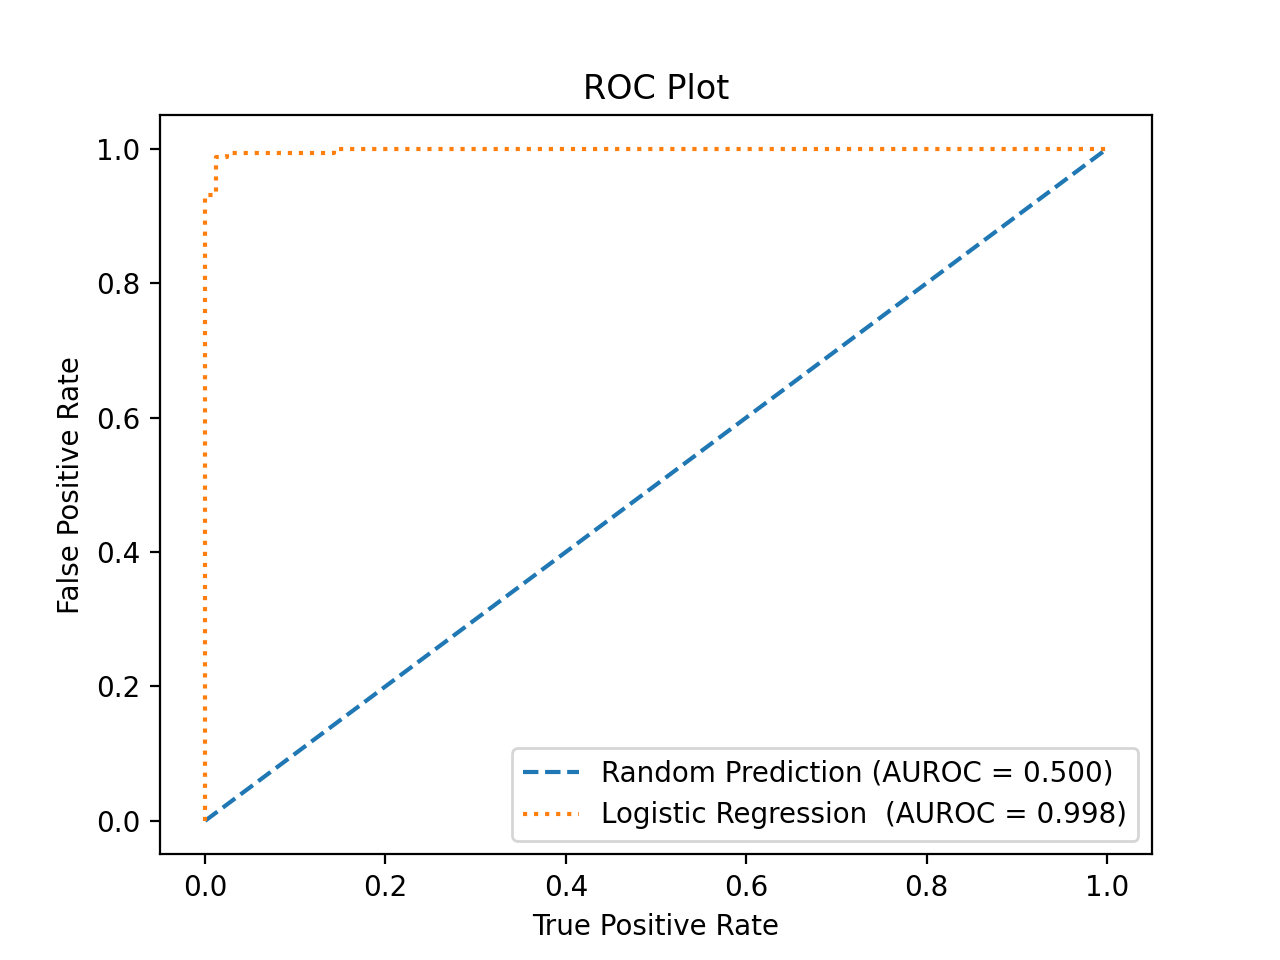 ROC Plot
1.0
0.8
0.6
0.4
0.2
0.0
False Positive Rate
Random Prediction (AUROC = 0.500)
Logistic Regression  (AUROC = 0.998)
0.0 0.2 0.4 0.6 0.8 1.0
True Positive Rate